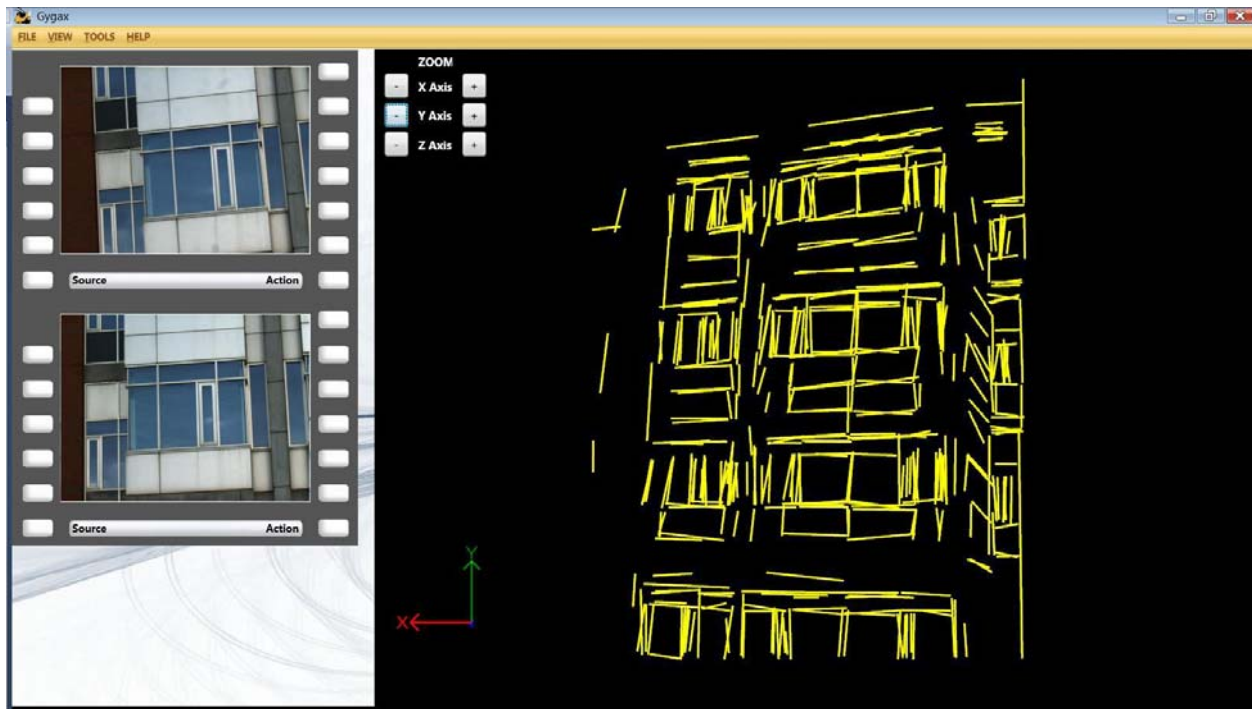 Gygax
FILE VIEW TOOLS HELP
ZOOM
- X Axis +
- Y Axis +
- Z Axis +
Source Action
Source Action
Y
X